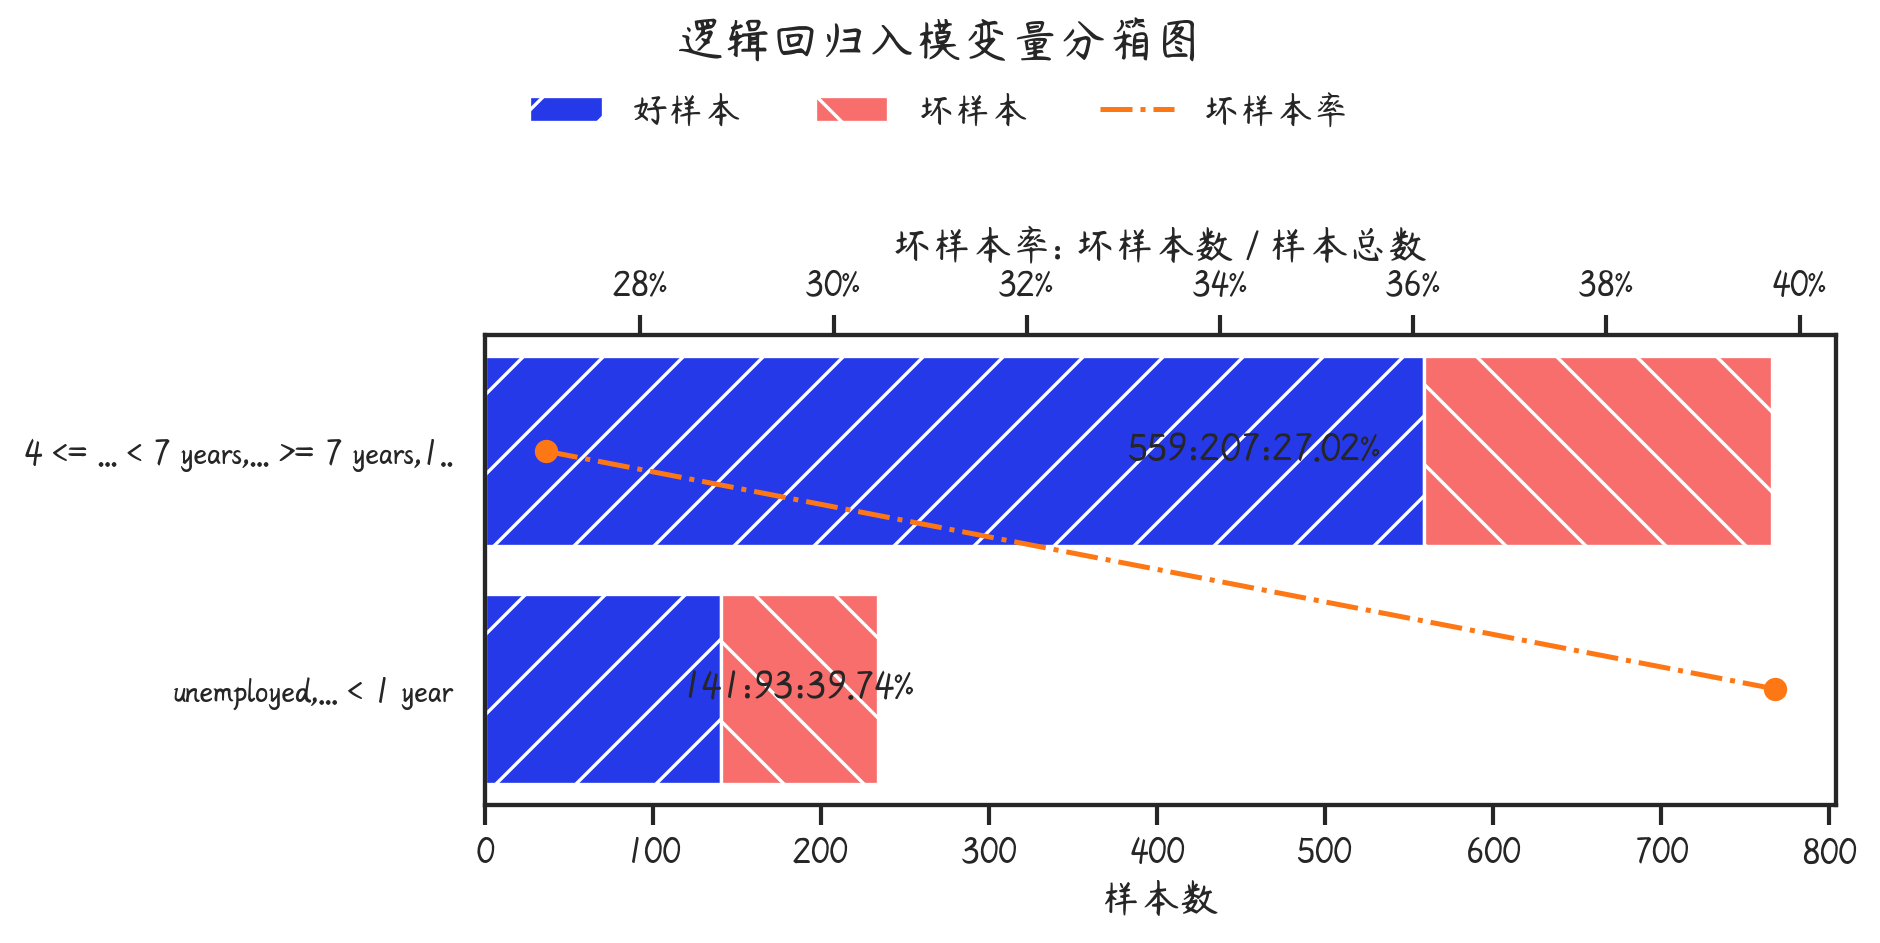 逻辑回归入模变量分箱图
好样本 坏样本 坏样本率
坏样本率: 坏样本数 / 样本总数
28% 30% 32% 34% 36% 38% 40%
4 <= ... < 7 years,... >= 7 years,1..
559:207:27.02%
unemployed,... < 1 year
141:93:39.74%
0 100 200 300 400 500 600 700 800
样本数